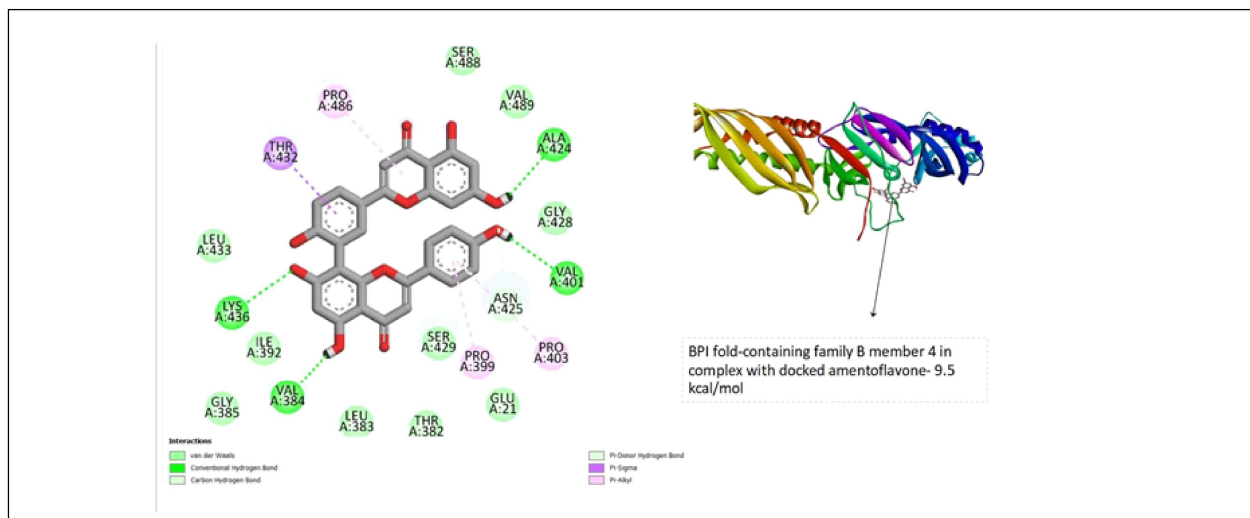 SER
A:488
PRO
A:486
VAL
A:489
THR
A:432
ALA
A:424
GLY
A:428
LEU
A:433
VAL
A:401
LYS
A:436
ASN
A:425
ILE
A:392
SER
A:429
PRO
A:399
PRO
A:403
VAL
A:384
GLY
A:385
GLU
A:21
LEU
A:383
THR
A:382
Interactions
van der Waals
Conventional Hydrogen Bond
Carbon Hydrogen Bond
Pi-Donor Hydrogen Bond
Pi-Sigma
Pi-Alkyl
BPI fold-containing family B member 4 in
complex with docked amentoflavone- 9.5
kcal/mol